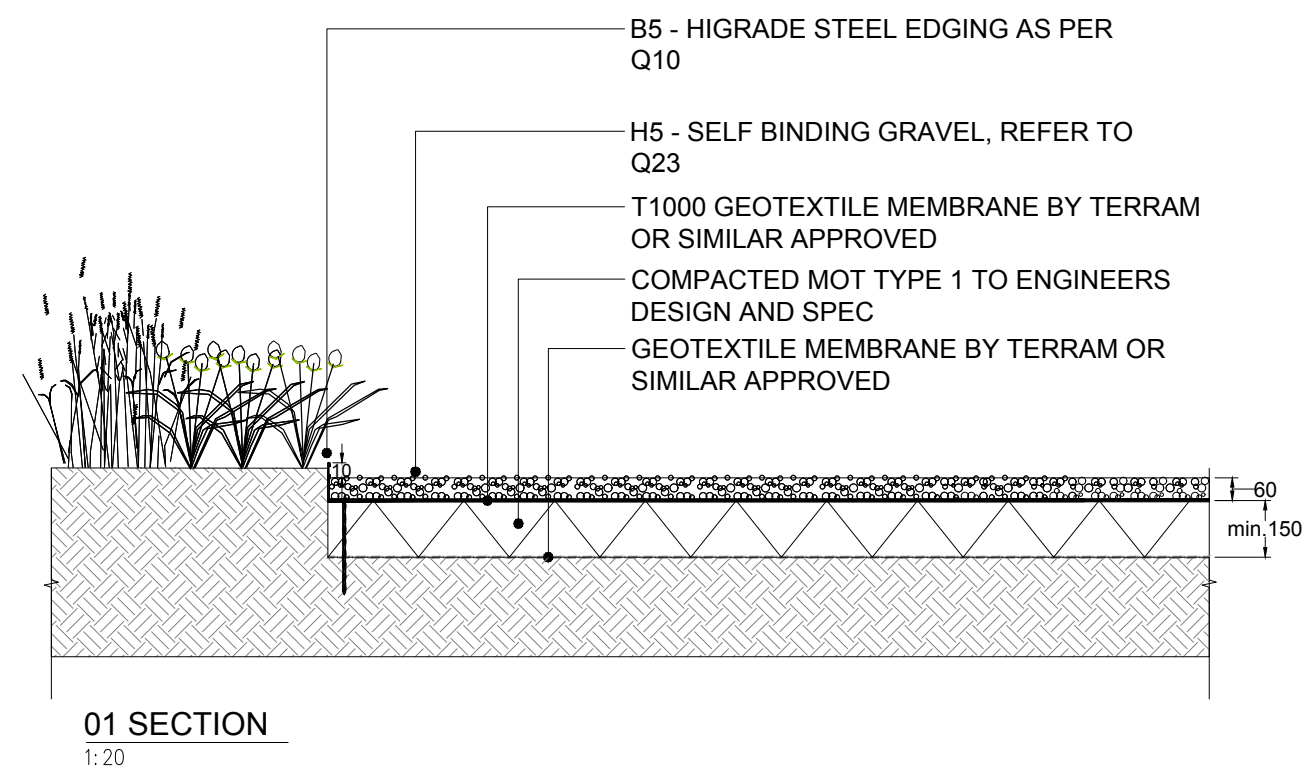 B5 - HIGRADE STEEL EDGING AS PER
Q10
H5 - SELF BINDING GRAVEL, REFER TO
Q23
T1000 GEOTEXTILE MEMBRANE BY TERRAM
OR SIMILAR APPROVED
COMPACTED MOT TYPE 1 TO ENGINEERS
DESIGN AND SPEC
GEOTEXTILE MEMBRANE BY TERRAM OR
SIMILAR APPROVED
10
60
min.150
01 SECTION
1:20